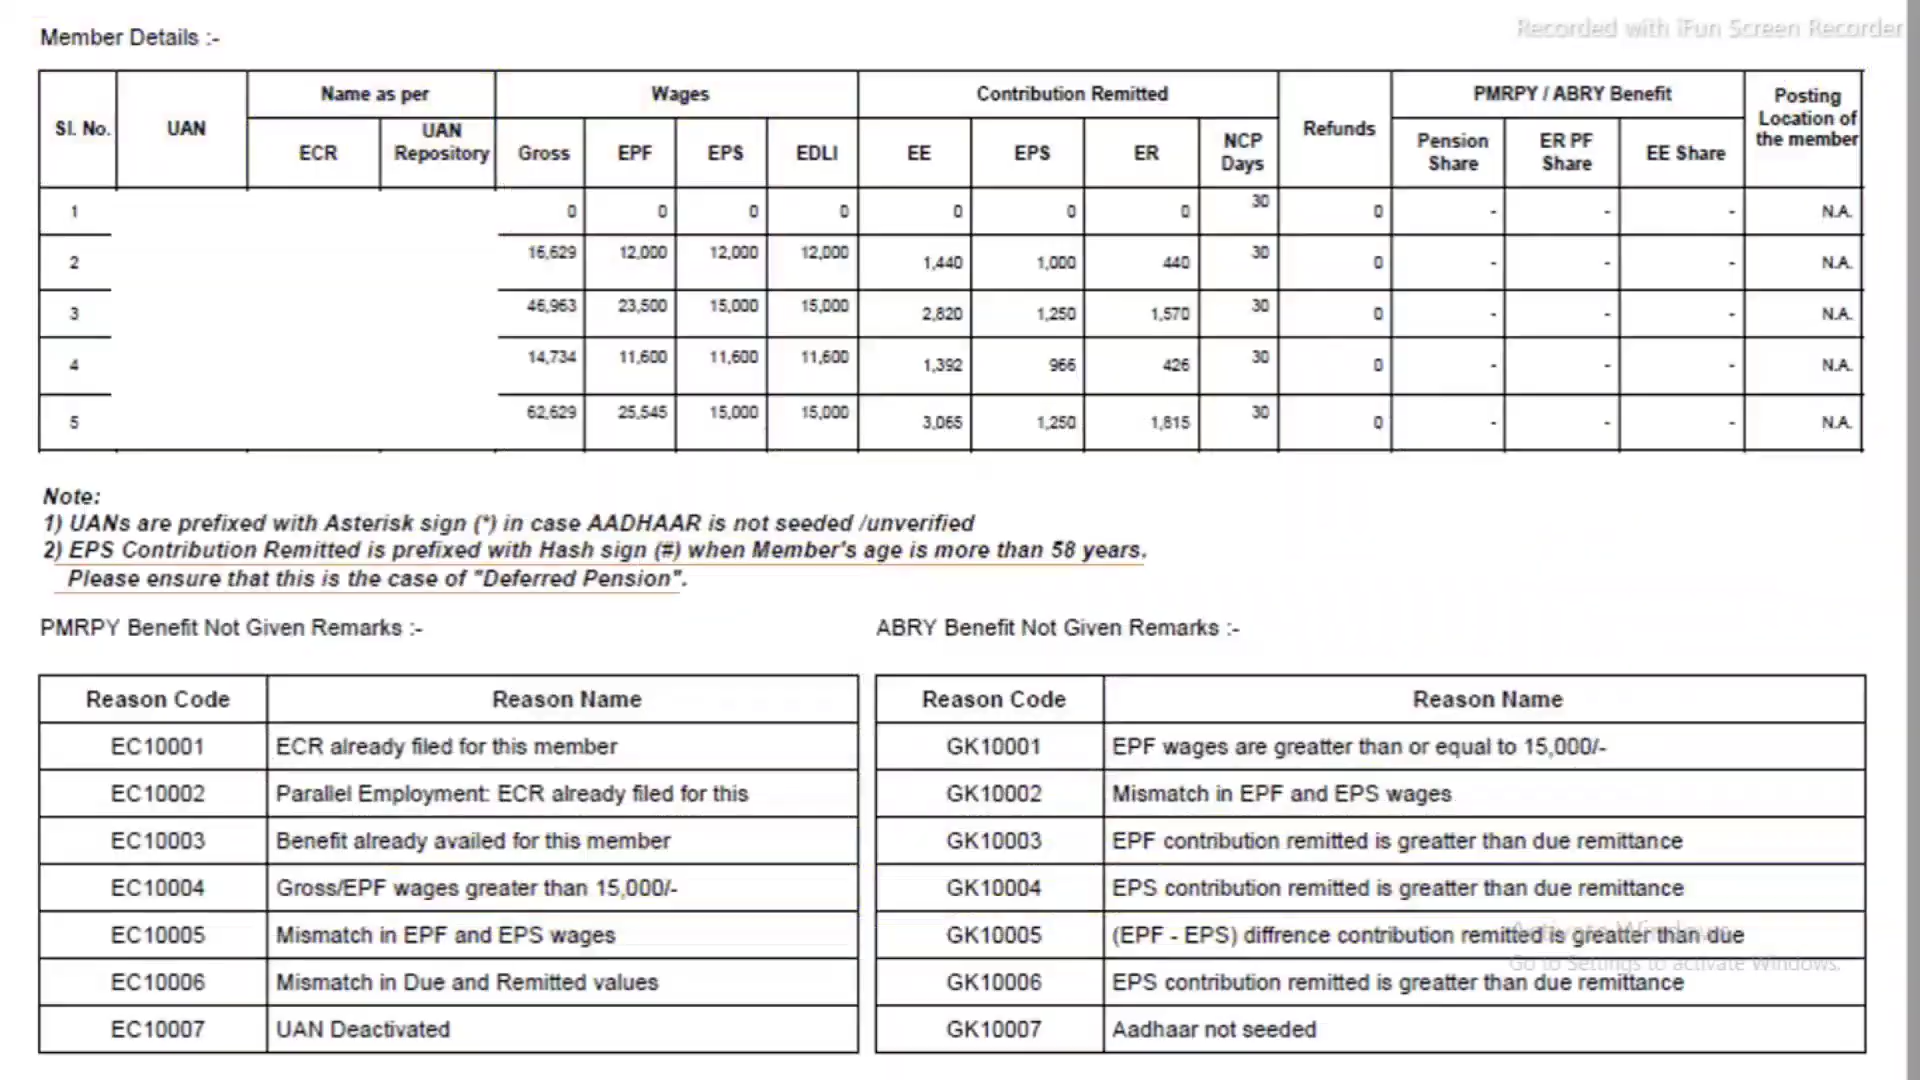 Recorded with iFun Screen Recorder
Member Details :-
Sl. No. UAN Name as per Wages Contribution Remitted Refunds PMRPY / ABRY Benefit Posting Location of the member
ECR UAN Repository Gross EPF EPS EDLI EE EPS ER NCP Days Pension Share ER PF Share EE Share
1 0 0 0 0 0 0 0 30 0 - - - N.A.
2 16,629 12,000 12,000 12,000 1,440 1,000 440 30 0 - - - N.A.
3 46,963 23,500 15,000 15,000 2,820 1,250 1,570 30 0 - - - N.A.
4 14,734 11,600 11,600 11,600 1,392 966 426 30 0 - - - N.A.
5 62,629 25,545 15,000 15,000 3,065 1,250 1,815 30 0 - - - N.A.
Note:
1) UANs are prefixed with Asterisk sign (*) in case AADHAAR is not seeded /unverified
2) EPS Contribution Remitted is prefixed with Hash sign (#) when Member's age is more than 58 years.
Please ensure that this is the case of "Deferred Pension".
PMRPY Benefit Not Given Remarks :-
Reason Code Reason Name
EC10001 ECR already filed for this member
EC10002 Parallel Employment: ECR already filed for this
EC10003 Benefit already availed for this member
EC10004 Gross/EPF wages greater than 15,000/-
EC10005 Mismatch in EPF and EPS wages
EC10006 Mismatch in Due and Remitted values
EC10007 UAN Deactivated
ABRY Benefit Not Given Remarks :-
Reason Code Reason Name
GK10001 EPF wages are greatter than or equal to 15,000/-
GK10002 Mismatch in EPF and EPS wages
GK10003 EPF contribution remitted is greatter than due remittance
GK10004 EPS contribution remitted is greatter than due remittance
GK10005 (EPF - EPS) diffrence contribution remitted is greatter than due
GK10006 EPS contribution remitted is greatter than due remittance
GK10007 Aadhaar not seeded
Activate Windows
Go to Settings to activate Windows.